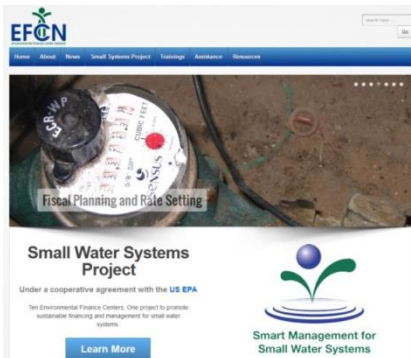 EFCN
Search here...
Go
Home About News Small Systems Project Trainings Assistance Resources
CUBIC FEET
Fiscal Planning and Rate Setting
Small Water Systems
Project
Under a cooperative agreement with the US EPA
Ten Environmental Finance Centers. One project to promote
sustainable financing and management for small water
systems.
Learn More
Smart Management for
Small Water Systems